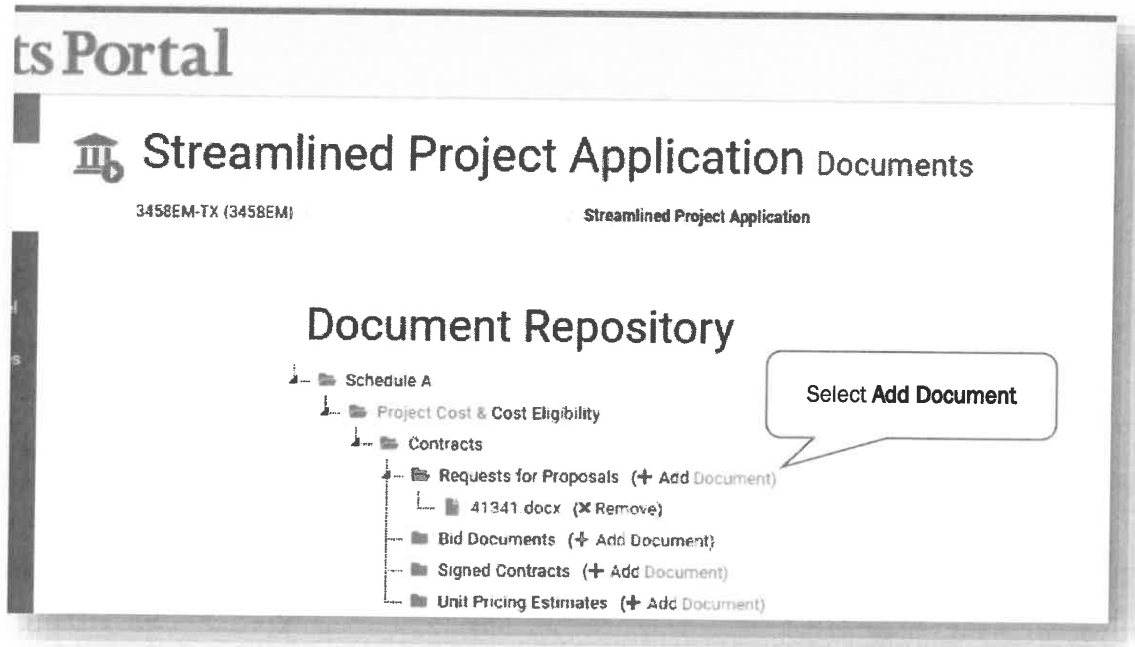 ts Portal
Streamlined Project Application Documents
3458EM-TX (3458EM)
Streamlined Project Application
Document Repository
Schedule A
Select Add Document
Project Cost & Cost Eligibility
Contracts
Requests for Proposals (+ Add Document)
41341.docx (✖ Remove)
Bid Documents (+ Add Document)
Signed Contracts (+ Add Document)
Unit Pricing Estimates (+ Add Document)